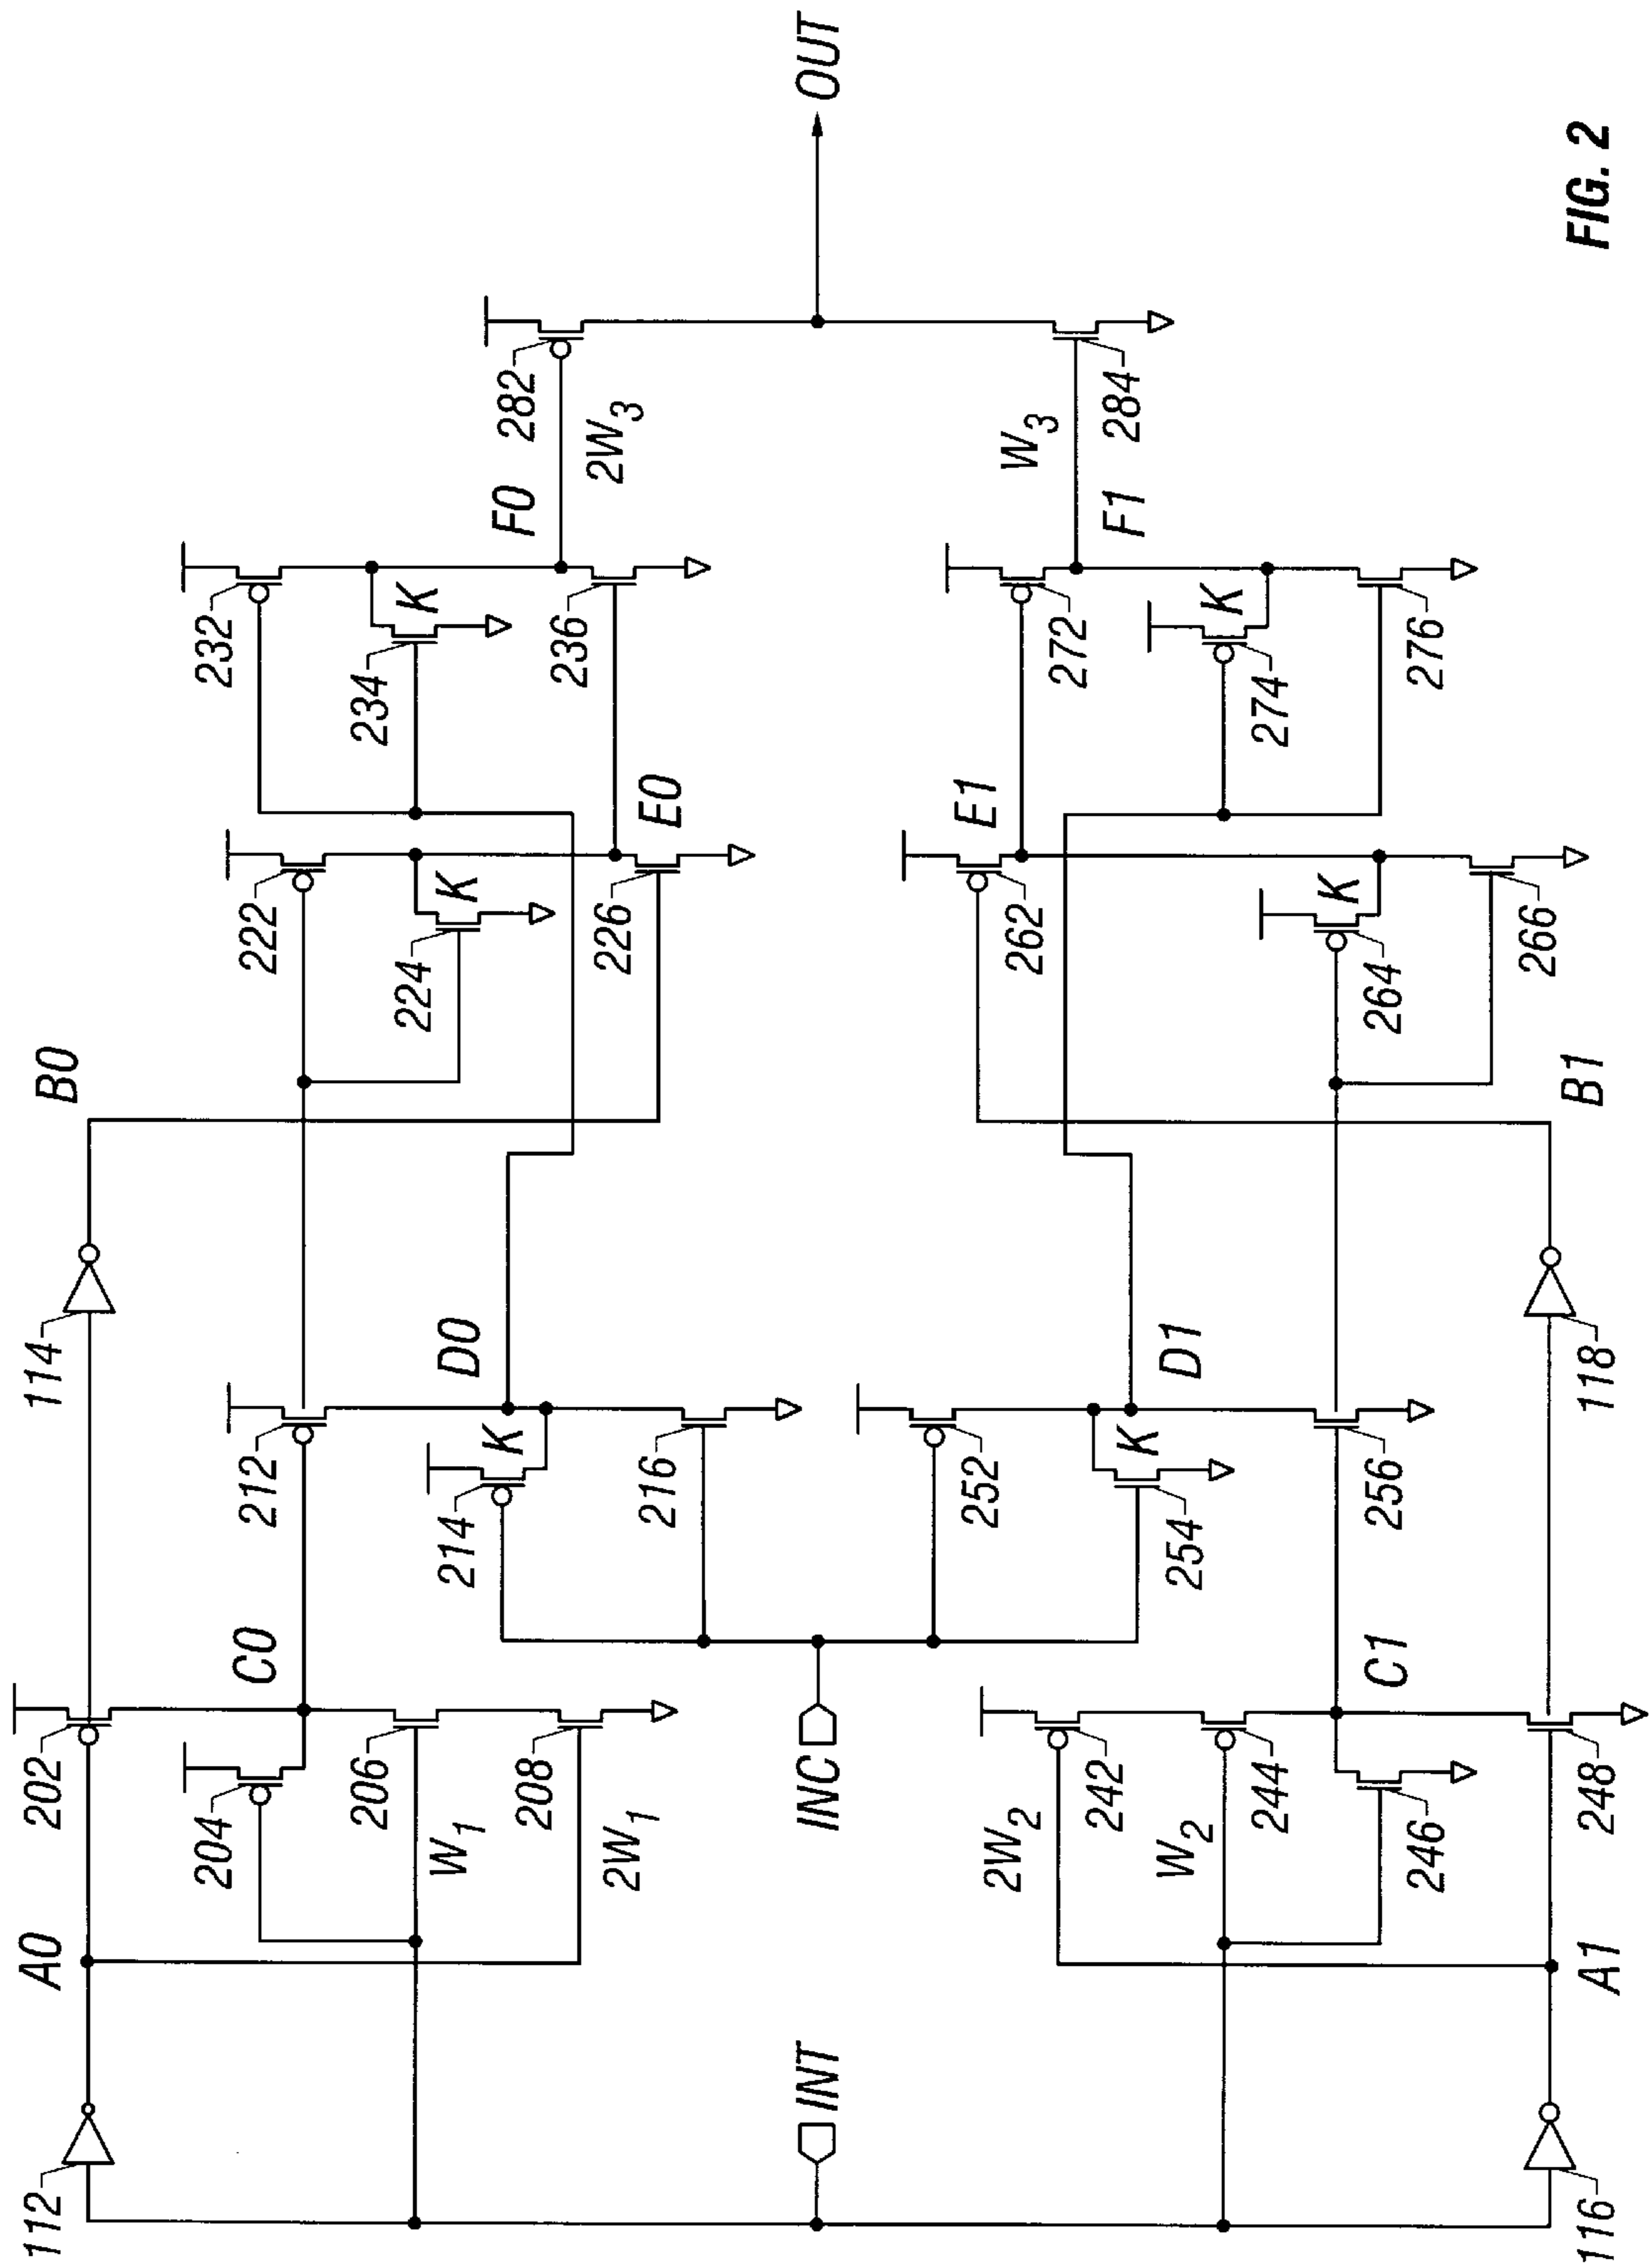 112
INT
116
A0
A1
202
204
206
W1
208
2W1
2W2
242
W2
244
246
248
C0
INC
C1
114
212
214
K
216
D0
252
K
254
D1
256
118
B0
B1
222
224
K
226
E0
E1
262
K
264
266
232
234
K
236
F0
F1
272
K
274
276
282
2W3
W3
284
OUT
FIG. 2